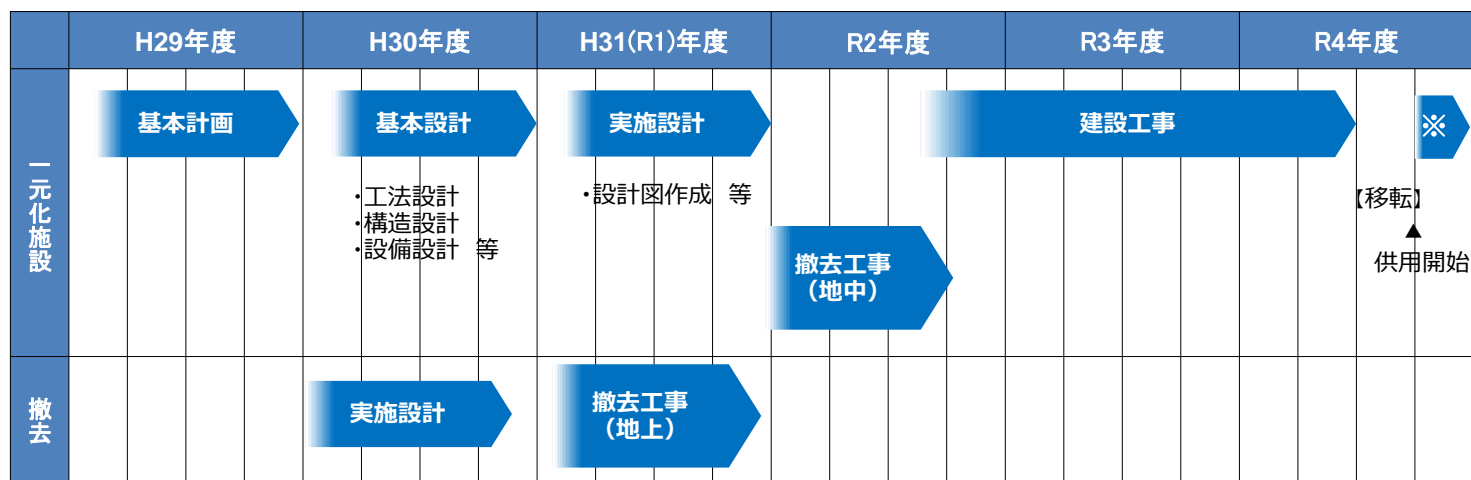 H29年度
H30年度
H31(R1)年度
R2年度
R3年度
R4年度
一元化施設
基本計画
基本設計
実施設計
建設工事
※
・工法設計
・構造設計
・設備設計 等
・設計図作成 等
【移転】
▲
供用開始
撤去工事
（地中）
撤去
実施設計
撤去工事
（地上）